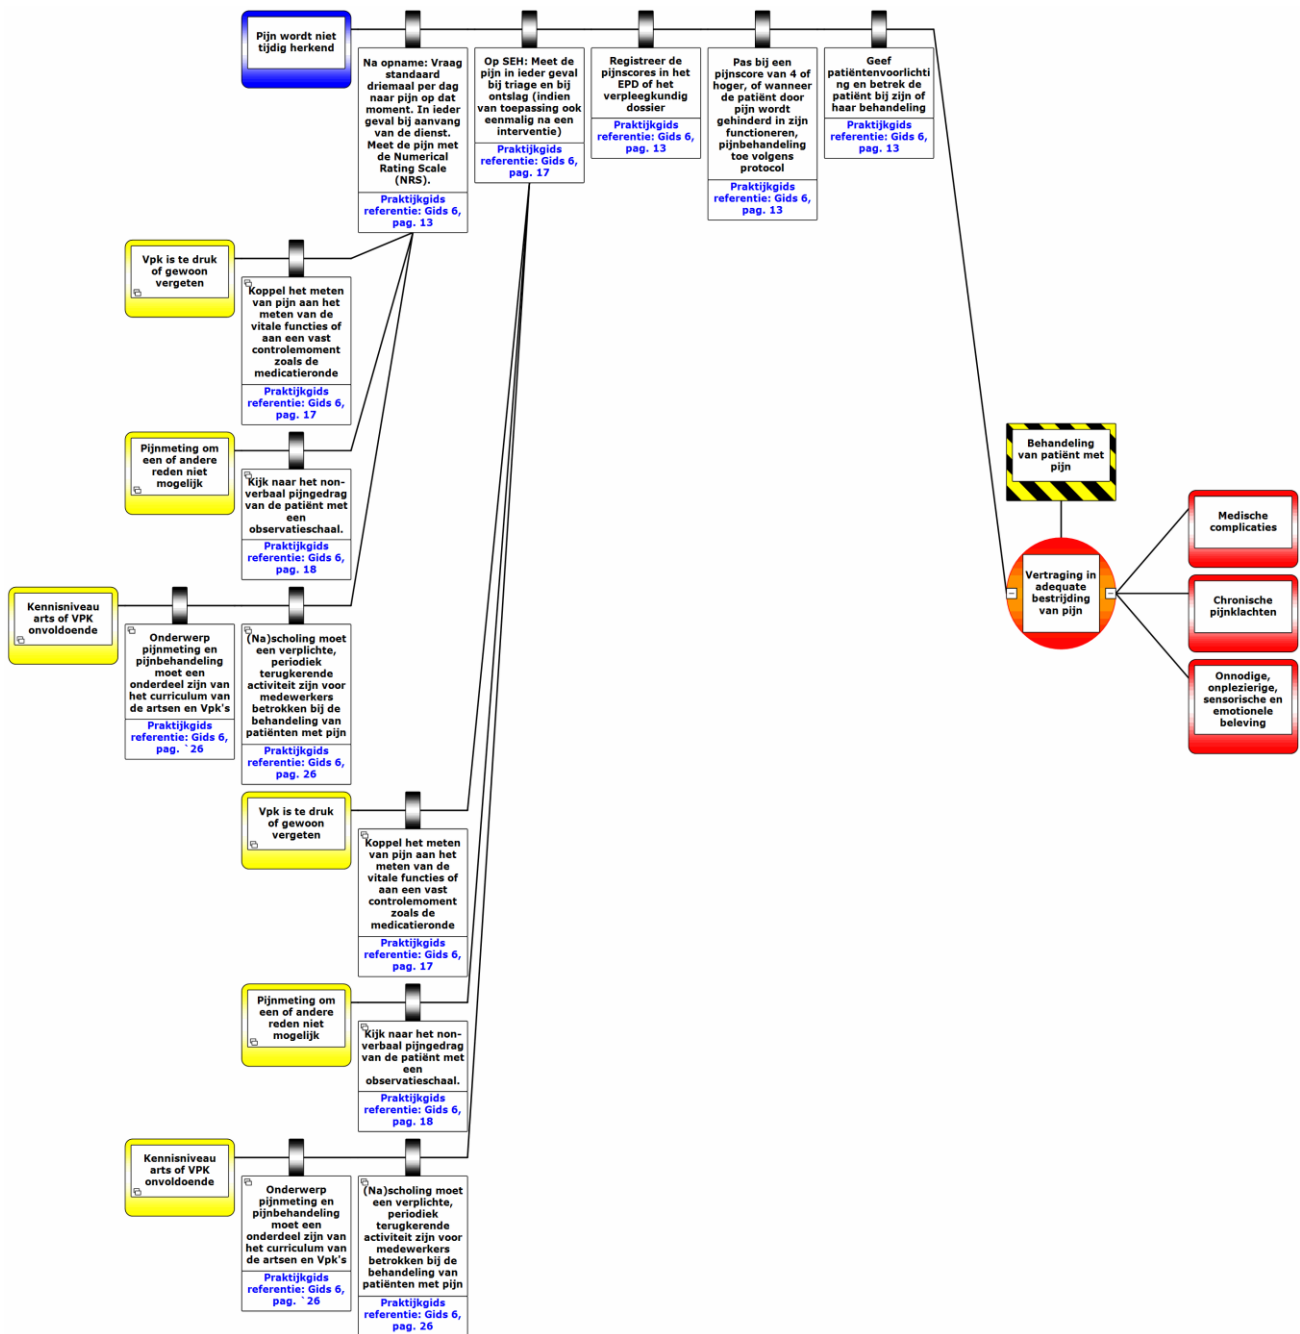 Pijn wordt niet
tijdig herkend
Na opname: Vraag
standaard
driemaal per dag
naar pijn op dat
moment. In ieder
geval bij aanvang
van de dienst.
Meet de pijn met
de Numerical
Rating Scale
(NRS).
Praktijkgids
referentie: Gids 6,
pag. 13
Op SEH: Meet de
pijn in ieder geval
bij triage en bij
ontslag (indien
van toepassing ook
eenmalig na een
interventie)
Praktijkgids
referentie: Gids 6,
pag. 17
Registreer de
pijnscores in het
EPD of het
verpleegkundig
dossier
Praktijkgids
referentie: Gids 6,
pag. 13
Pas bij een
pijnscore van 4 of
hoger, of wanneer
de patiënt door
pijn wordt
gehinderd in zijn
functioneren,
pijnbehandeling
toe volgens
protocol
Praktijkgids
referentie: Gids 6,
pag. 13
Geef
patiëntenvoorlichti
ng en betrek de
patiënt bij zijn of
haar behandeling
Praktijkgids
referentie: Gids 6,
pag. 13
Vpk is te druk
of gewoon
vergeten
Koppel het meten
van pijn aan het
meten van de
vitale functies of
aan een vast
controlemoment
zoals de
medicatieronde
Praktijkgids
referentie: Gids 6,
pag. 17
Pijnmeting om
een of andere
reden niet
mogelijk
Kijk naar het non-
verbaal pijngedrag
van de patiënt met
een
observatieschaal.
Praktijkgids
referentie: Gids 6,
pag. 18
Kennisniveau
arts of VPK
onvoldoende
Onderwerp
pijnmeting en
pijnbehandeling
moet een
onderdeel zijn van
het curriculum van
de artsen en Vpk's
Praktijkgids
referentie: Gids 6,
pag. `26
(Na)scholing moet
een verplichte,
periodiek
terugkerende
activiteit zijn voor
medewerkers
betrokken bij de
behandeling van
patiënten met pijn
Praktijkgids
referentie: Gids 6,
pag. 26
Vpk is te druk
of gewoon
vergeten
Koppel het meten
van pijn aan het
meten van de
vitale functies of
aan een vast
controlemoment
zoals de
medicatieronde
Praktijkgids
referentie: Gids 6,
pag. 17
Pijnmeting om
een of andere
reden niet
mogelijk
Kijk naar het non-
verbaal pijngedrag
van de patiënt met
een
observatieschaal.
Praktijkgids
referentie: Gids 6,
pag. 18
Kennisniveau
arts of VPK
onvoldoende
Onderwerp
pijnmeting en
pijnbehandeling
moet een
onderdeel zijn van
het curriculum van
de artsen en Vpk's
Praktijkgids
referentie: Gids 6,
pag. `26
(Na)scholing moet
een verplichte,
periodiek
terugkerende
activiteit zijn voor
medewerkers
betrokken bij de
behandeling van
patiënten met pijn
Praktijkgids
referentie: Gids 6,
pag. 26
Behandeling
van patiënt met
pijn
Vertraging in
adequate
bestrijding
van pijn
Medische
complicaties
Chronische
pijnklachten
Onnodige,
onplezierige,
sensorische en
emotionele
beleving